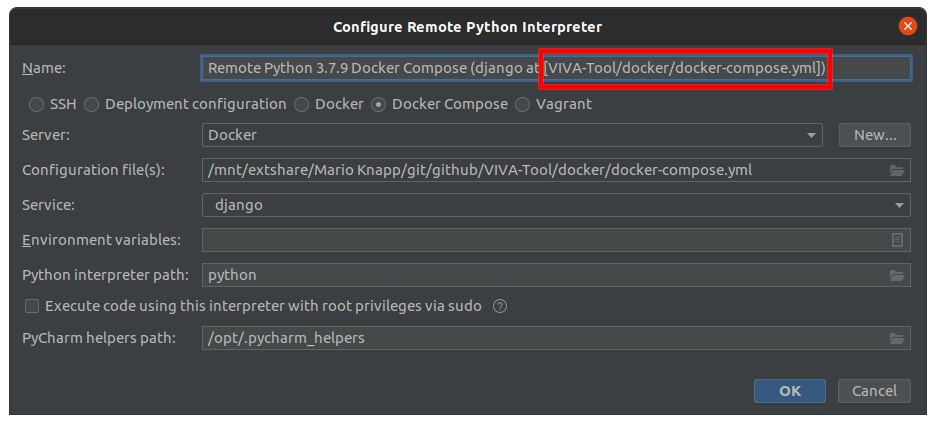 Configure Remote Python Interpreter
Name: Remote Python 3.7.9 Docker Compose (django at [VIVA-Tool/docker/docker-compose.yml])
SSH Deployment configuration Docker Docker Compose Vagrant
Server: Docker New...
Configuration file(s): /mnt/extshare/Mario Knapp/git/github/VIVA-Tool/docker/docker-compose.yml
Service: django
Environment variables:
Python interpreter path: python
Execute code using this interpreter with root privileges via sudo ?
PyCharm helpers path: /opt/.pycharm_helpers
OK Cancel